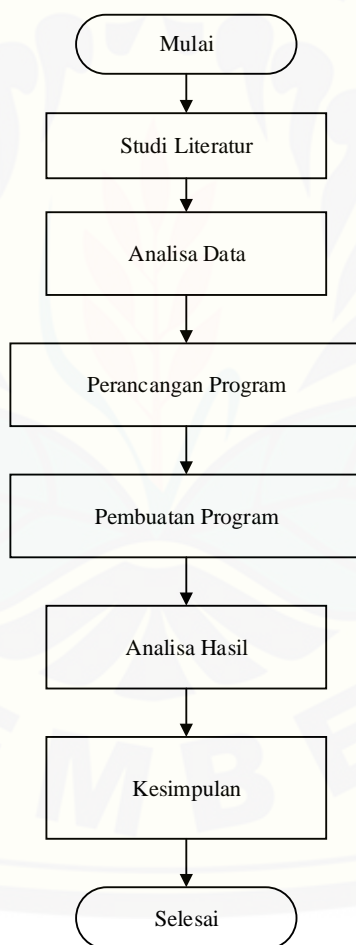 Mulai
Studi Literatur
Analisa Data
Perancangan Program
Pembuatan Program
Analisa Hasil
Kesimpulan
Selesai